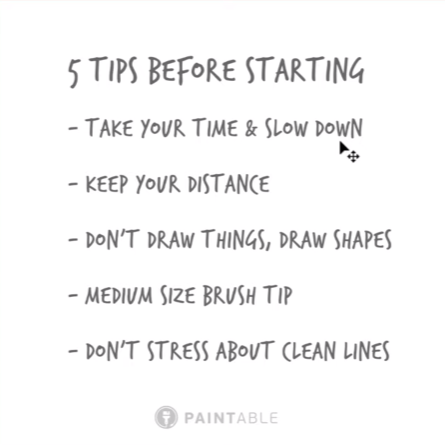 5 TIPS BEFORE STARTING
- TAKE YOUR TIME & SLOW DOWN
- KEEP YOUR DISTANCE
- DON'T DRAW THINGS, DRAW SHAPES
- MEDIUM SIZE BRUSH TIP
- DON'T STRESS ABOUT CLEAN LINES
PAINTABLE